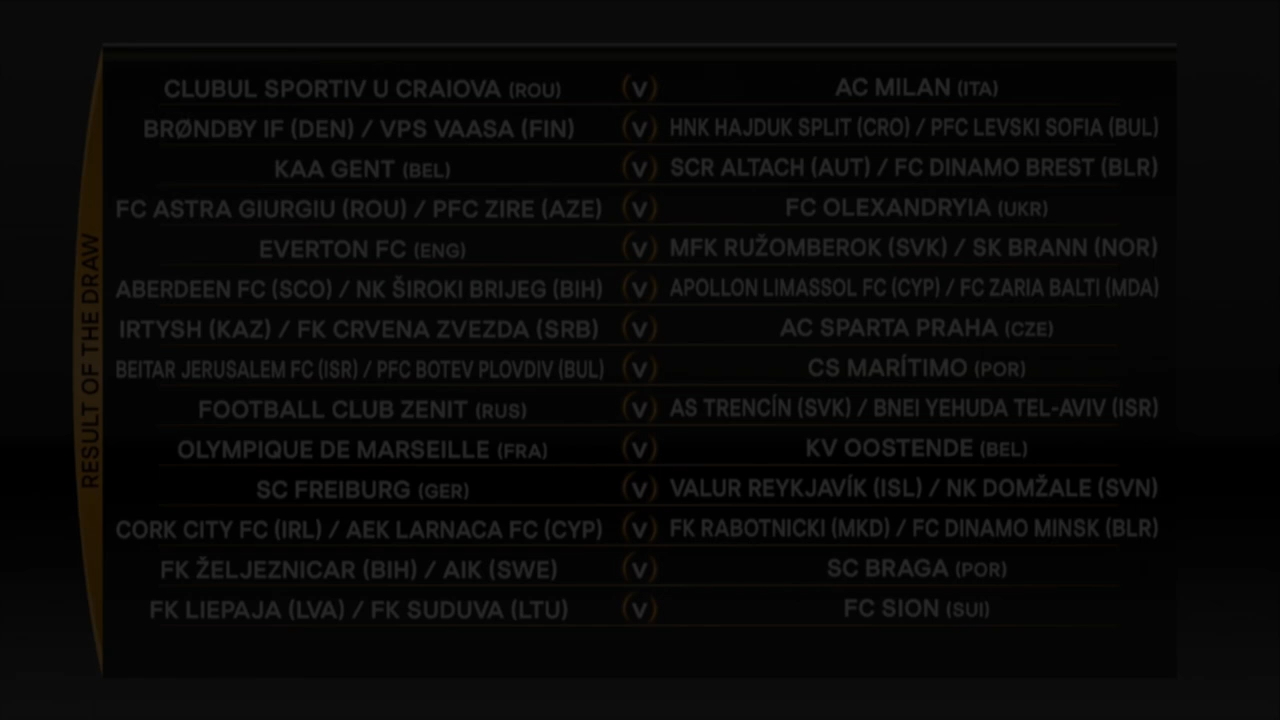 RESULT OF THE DRAW
CLUBUL SPORTIV U CRAIOVA (ROU) V AC MILAN (ITA)
BRØNDBY IF (DEN) / VPS VAASA (FIN) V HNK HAJDUK SPLIT (CRO) / PFC LEVSKI SOFIA (BUL)
KAA GENT (BEL) V SCR ALTACH (AUT) / FC DINAMO BREST (BLR)
FC ASTRA GIURGIU (ROU) / PFC ZIRE (AZE) V FC OLEXANDRYIA (UKR)
EVERTON FC (ENG) V MFK RUŽOMBEROK (SVK) / SK BRANN (NOR)
ABERDEEN FC (SCO) / NK ŠIROKI BRIJEG (BIH) V APOLLON LIMASSOL FC (CYP) / FC ZARIA BALTI (MDA)
IRTYSH (KAZ) / FK CRVENA ZVEZDA (SRB) V AC SPARTA PRAHA (CZE)
BEITAR JERUSALEM FC (ISR) / PFC BOTEV PLOVDIV (BUL) V CS MARÍTIMO (POR)
FOOTBALL CLUB ZENIT (RUS) V AS TRENCÍN (SVK) / BNEI YEHUDA TEL-AVIV (ISR)
OLYMPIQUE DE MARSEILLE (FRA) V KV OOSTENDE (BEL)
SC FREIBURG (GER) V VALUR REYKJAVÍK (ISL) / NK DOMŽALE (SVN)
CORK CITY FC (IRL) / AEK LARNACA FC (CYP) V FK RABOTNICKI (MKD) / FC DINAMO MINSK (BLR)
FK ŽELJEZNICAR (BIH) / AIK (SWE) V SC BRAGA (POR)
FK LIEPAJA (LVA) / FK SUDUVA (LTU) V FC SION (SUI)